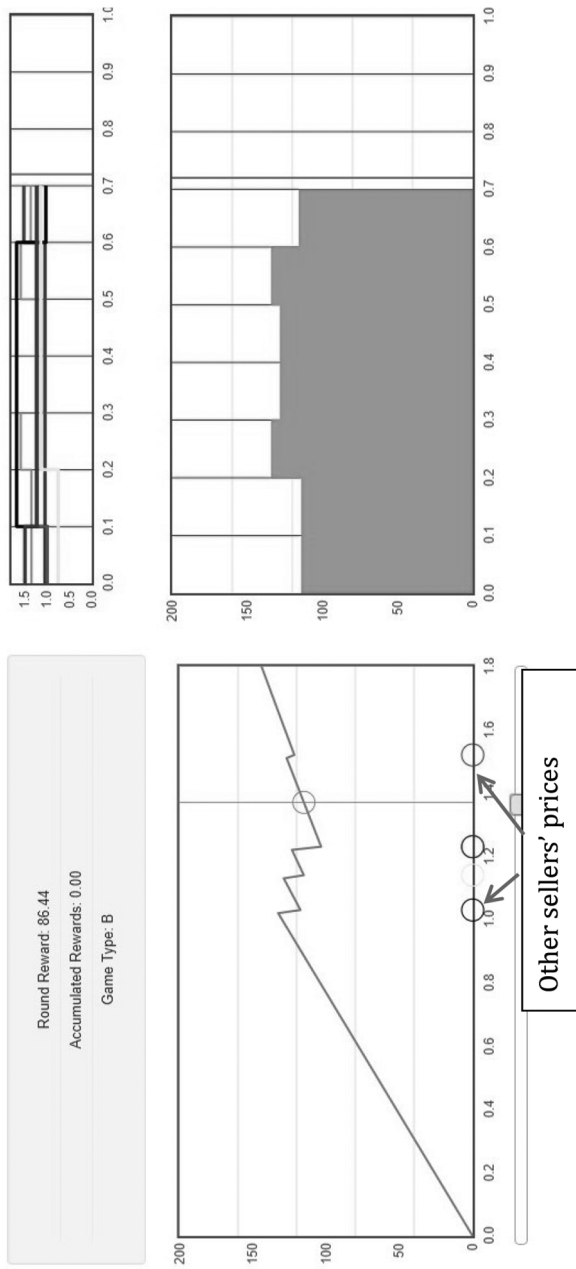 Round Reward: 86.44
Accumulated Rewards: 0.00
Game Type: B
200
150
100
50
0
0.0 0.2 0.4 0.6 0.8 1.0 1.2 1.4 1.6 1.8
Other sellers' prices
1.5
1.0
0.5
0.0
0.0 0.1 0.2 0.3 0.4 0.5 0.6 0.7 0.8 0.9
200
150
100
50
0
0.0 0.1 0.2 0.3 0.4 0.5 0.6 0.7 0.8 0.9 1.0